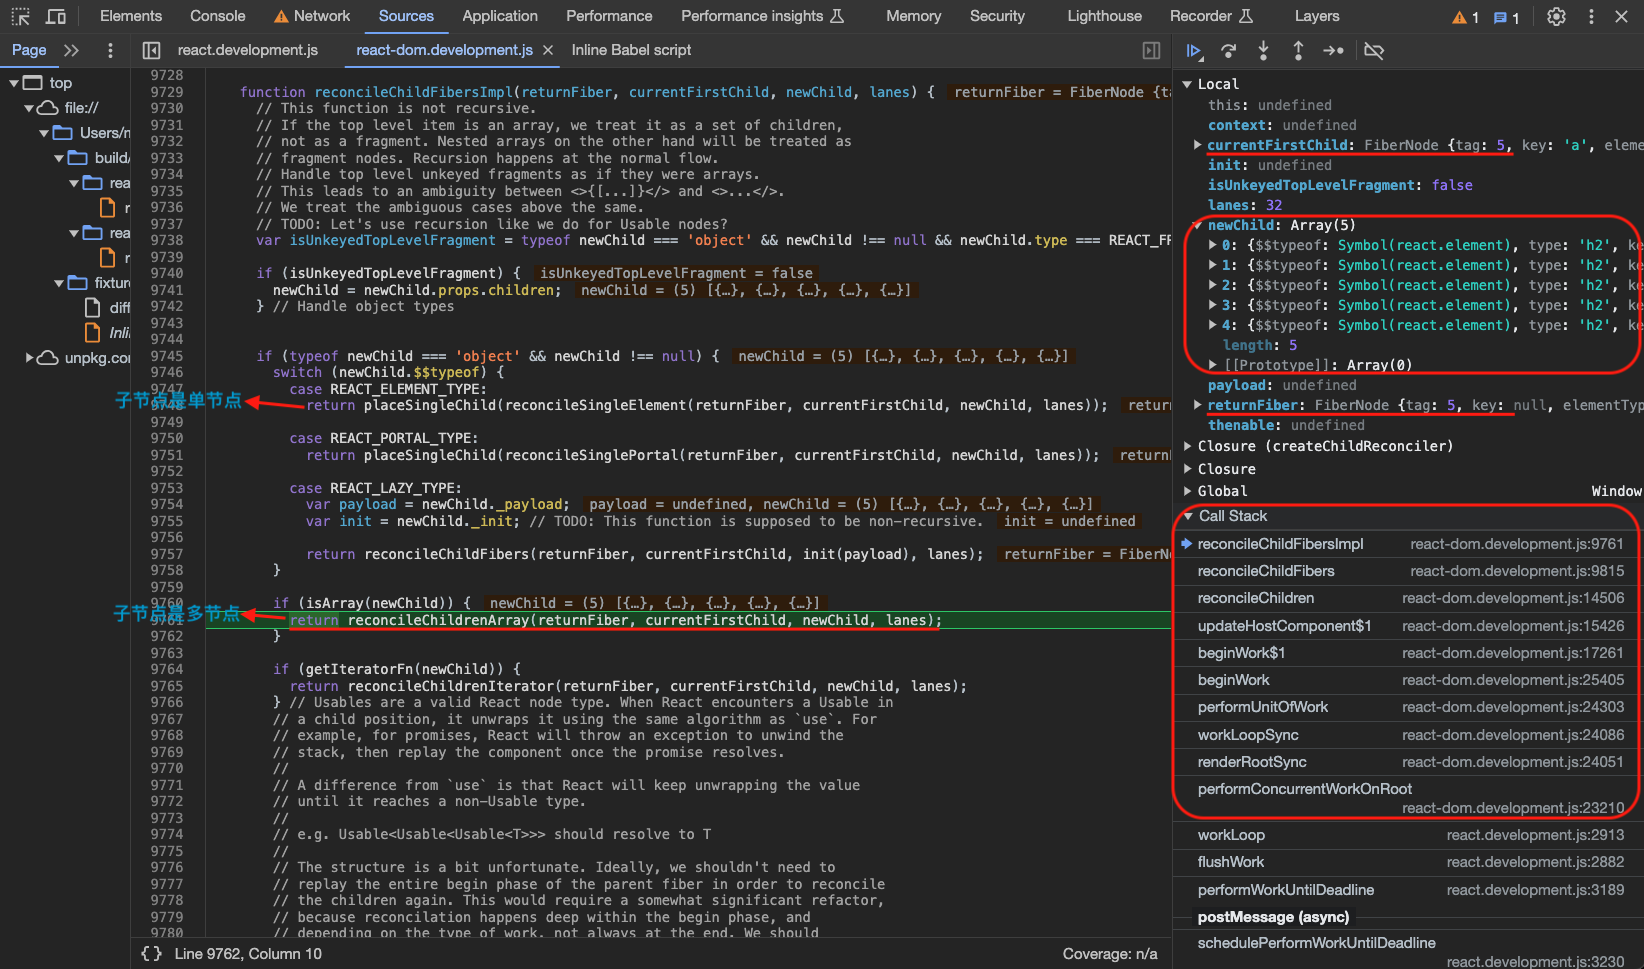 Elements Console Network Sources Application Performance Performance insights Memory Security Lighthouse Recorder Layers 1 1
Page
react.development.js react-dom.development.js Inline Babel script
top
file://
Users/n
build/
rea
r
rea
r
fixture
diff
Inli
unpkg.cor
9728
9729 function reconcileChildFibersImpl(returnFiber, currentFirstChild, newChild, lanes) { returnFiber = FiberNode {ta
9730 // This function is not recursive.
9731 // If the top level item is an array, we treat it as a set of children,
9732 // not as a fragment. Nested arrays on the other hand will be treated as
9733 // fragment nodes. Recursion happens at the normal flow.
9734 // Handle top level unkeyed fragments as if they were arrays.
9735 // This leads to an ambiguity between <>{[...]}</> and <>...</>.
9736 // We treat the ambiguous cases above the same.
9737 // TODO: Let's use recursion like we do for Usable nodes?
9738 var isUnkeyedTopLevelFragment = typeof newChild === 'object' && newChild !== null && newChild.type === REACT_FR
9739
9740 if (isUnkeyedTopLevelFragment) { isUnkeyedTopLevelFragment = false
9741 newChild = newChild.props.children; newChild = (5) [{…}, {…}, {…}, {…}, {…}]
9742 } // Handle object types
9743
9744
9745 if (typeof newChild === 'object' && newChild !== null) { newChild = (5) [{…}, {…}, {…}, {…}, {…}]
9746 switch (newChild.$$typeof) {
9747 case REACT_ELEMENT_TYPE:
子节点是单节点
9748 return placeSingleChild(reconcileSingleElement(returnFiber, currentFirstChild, newChild, lanes)); return
9749
9750 case REACT_PORTAL_TYPE:
9751 return placeSingleChild(reconcileSinglePortal(returnFiber, currentFirstChild, newChild, lanes)); returnF
9752
9753 case REACT_LAZY_TYPE:
9754 var payload = newChild._payload; payload = undefined, newChild = (5) [{…}, {…}, {…}, {…}, {…}]
9755 var init = newChild._init; // TODO: This function is supposed to be non-recursive. init = undefined
9756
9757 return reconcileChildFibers(returnFiber, currentFirstChild, init(payload), lanes); returnFiber = FiberNo
9758 }
9759
9760 if (isArray(newChild)) { newChild = (5) [{…}, {…}, {…}, {…}, {…}]
子节点是多节点
9761 return reconcileChildrenArray(returnFiber, currentFirstChild, newChild, lanes);
9762 }
9763
9764 if (getIteratorFn(newChild)) {
9765 return reconcileChildrenIterator(returnFiber, currentFirstChild, newChild, lanes);
9766 } // Usables are a valid React node type. When React encounters a Usable in
9767 // a child position, it unwraps it using the same algorithm as `use`. For
9768 // example, for promises, React will throw an exception to unwind the
9769 // stack, then replay the component once the promise resolves.
9770 //
9771 // A difference from `use` is that React will keep unwrapping the value
9772 // until it reaches a non-Usable type.
9773 //
9774 // e.g. Usable<Usable<Usable<T>>> should resolve to T
9775 //
9776 // The structure is a bit unfortunate. Ideally, we shouldn't need to
9777 // replay the entire begin phase of the parent fiber in order to reconcile
9778 // the children again. This would require a somewhat significant refactor,
9779 // because reconcilation happens deep within the begin phase, and
9780 // depending on the type of work, not always at the end. We should
{} Line 9762, Column 10 Coverage: n/a
Local
this: undefined
context: undefined
currentFirstChild: FiberNode {tag: 5, key: 'a', eleme
init: undefined
isUnkeyedTopLevelFragment: false
lanes: 32
newChild: Array(5)
0: {$$typeof: Symbol(react.element), type: 'h2', ke
1: {$$typeof: Symbol(react.element), type: 'h2', ke
2: {$$typeof: Symbol(react.element), type: 'h2', ke
3: {$$typeof: Symbol(react.element), type: 'h2', ke
4: {$$typeof: Symbol(react.element), type: 'h2', ke
length: 5
[[Prototype]]: Array(0)
payload: undefined
returnFiber: FiberNode {tag: 5, key: null, elementTyp
thenable: undefined
Closure (createChildReconciler)
Closure
Global Window
Call Stack
reconcileChildFibersImpl react-dom.development.js:9761
reconcileChildFibers react-dom.development.js:9815
reconcileChildren react-dom.development.js:14506
updateHostComponent$1 react-dom.development.js:15426
beginWork$1 react-dom.development.js:17261
beginWork react-dom.development.js:25405
performUnitOfWork react-dom.development.js:24303
workLoopSync react-dom.development.js:24086
renderRootSync react-dom.development.js:24051
performConcurrentWorkOnRoot
react-dom.development.js:23210
workLoop react.development.js:2913
flushWork react.development.js:2882
performWorkUntilDeadline react.development.js:3189
postMessage (async)
schedulePerformWorkUntilDeadline
react.development.js:3230